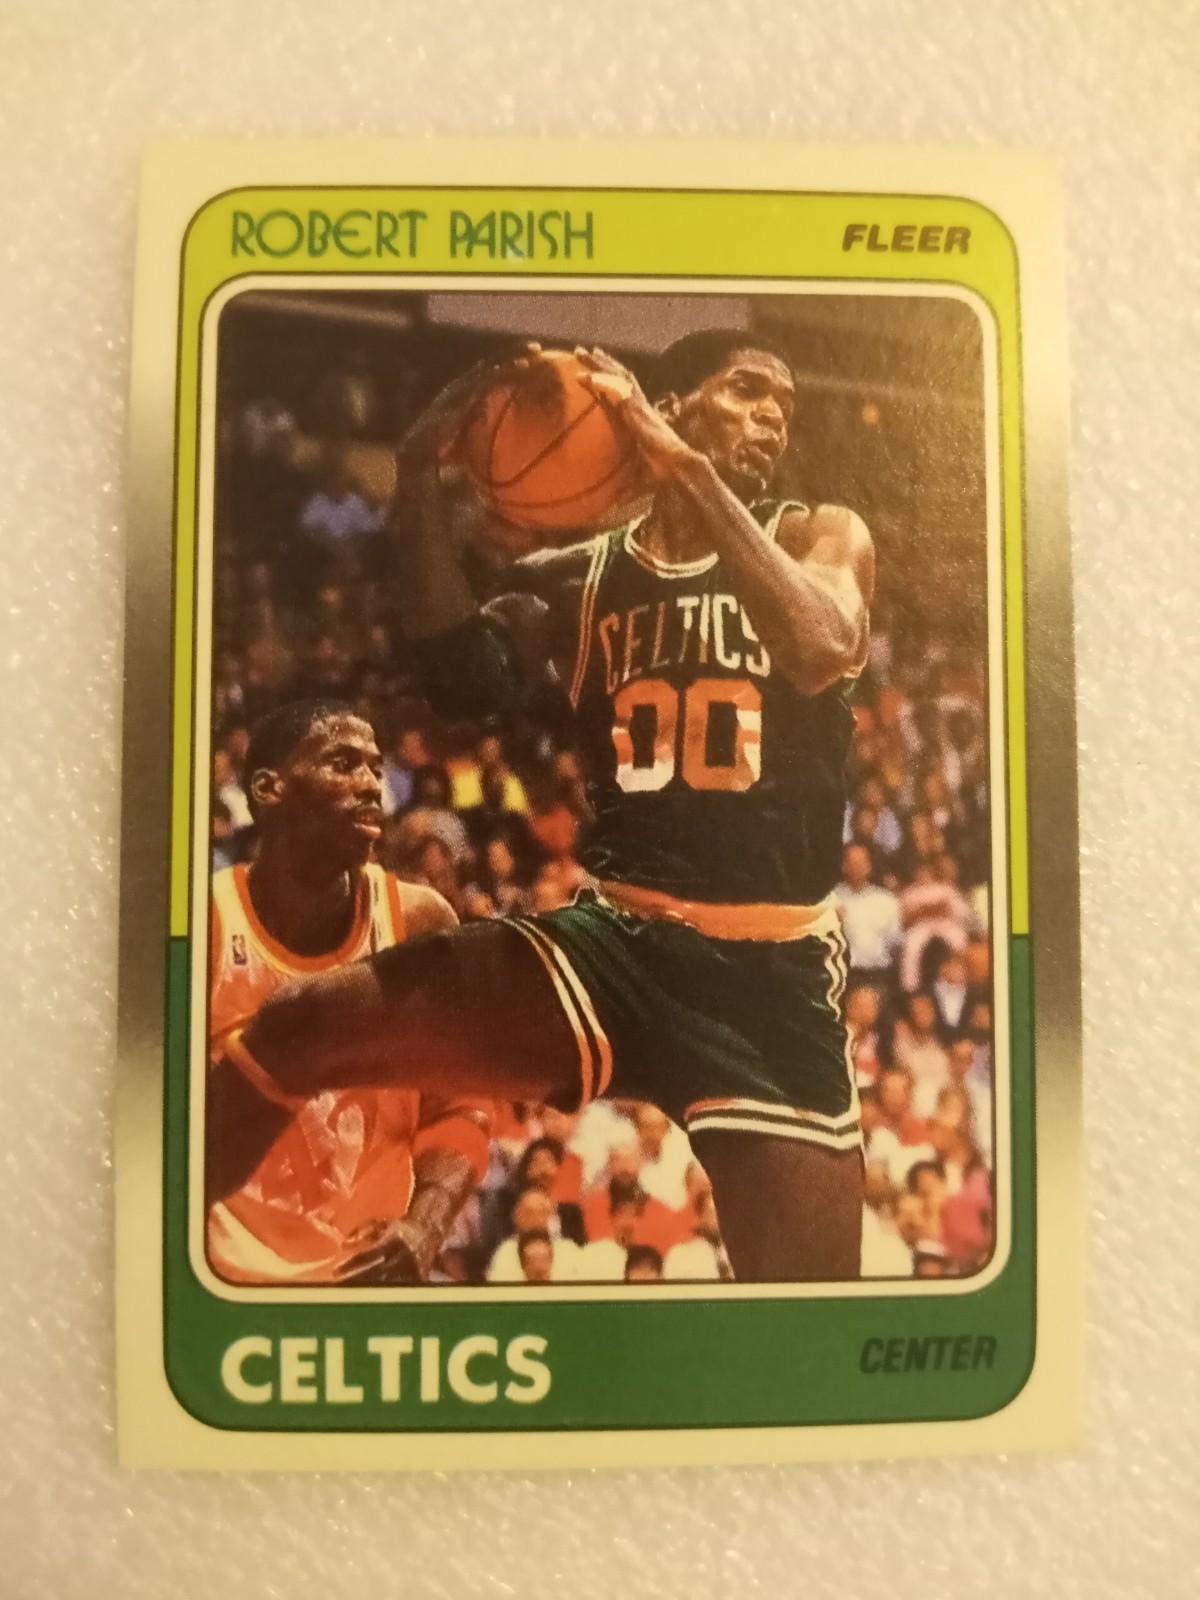 ROBERT PARISH FLEER
CELTICS
00
CELTICS CENTER